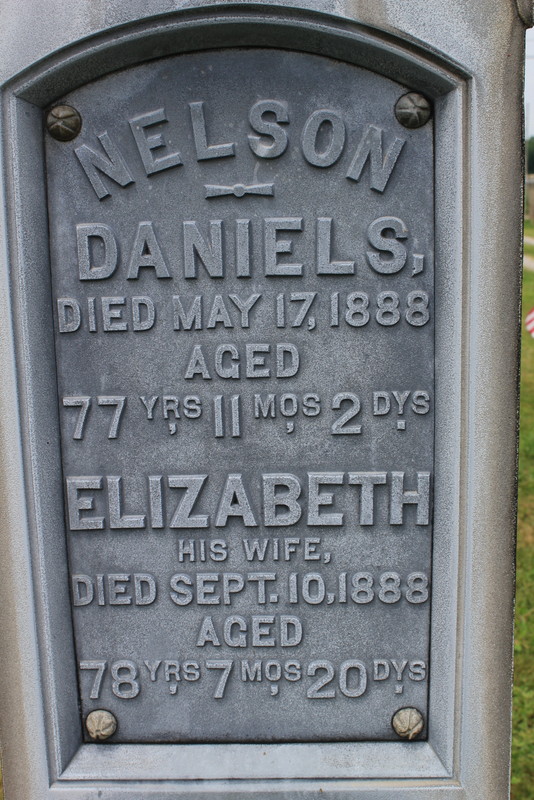 NELSON
DANIELS,
DIED MAY 17, 1888
AGED
77 YRS 11 MOS 2 DYS.
ELIZABETH
HIS WIFE,
DIED SEPT. 10, 1888
AGED
78 YRS 7 MOS 20 DYS